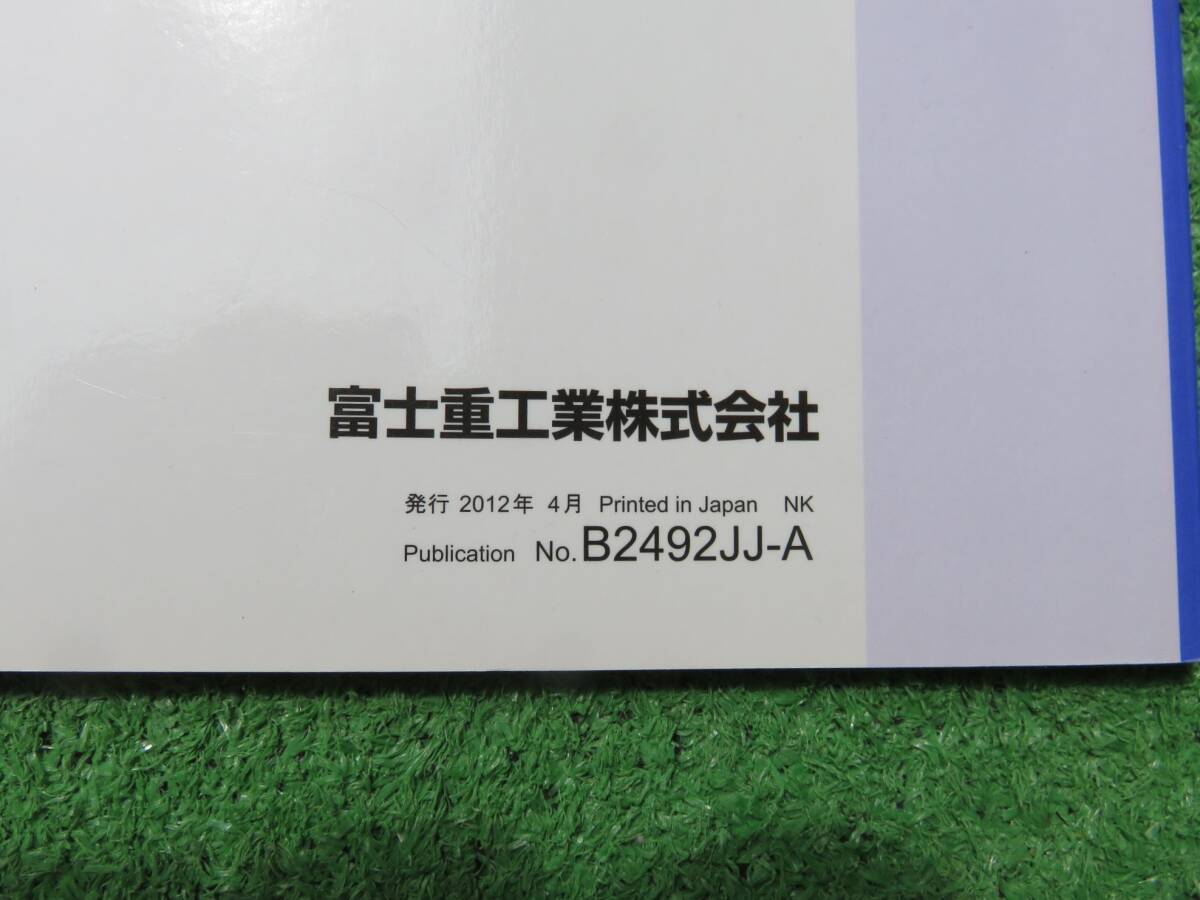 富士重工業株式会社
発行 2012年 4月 Printed in Japan NK
Publication No. B2492JJ-A